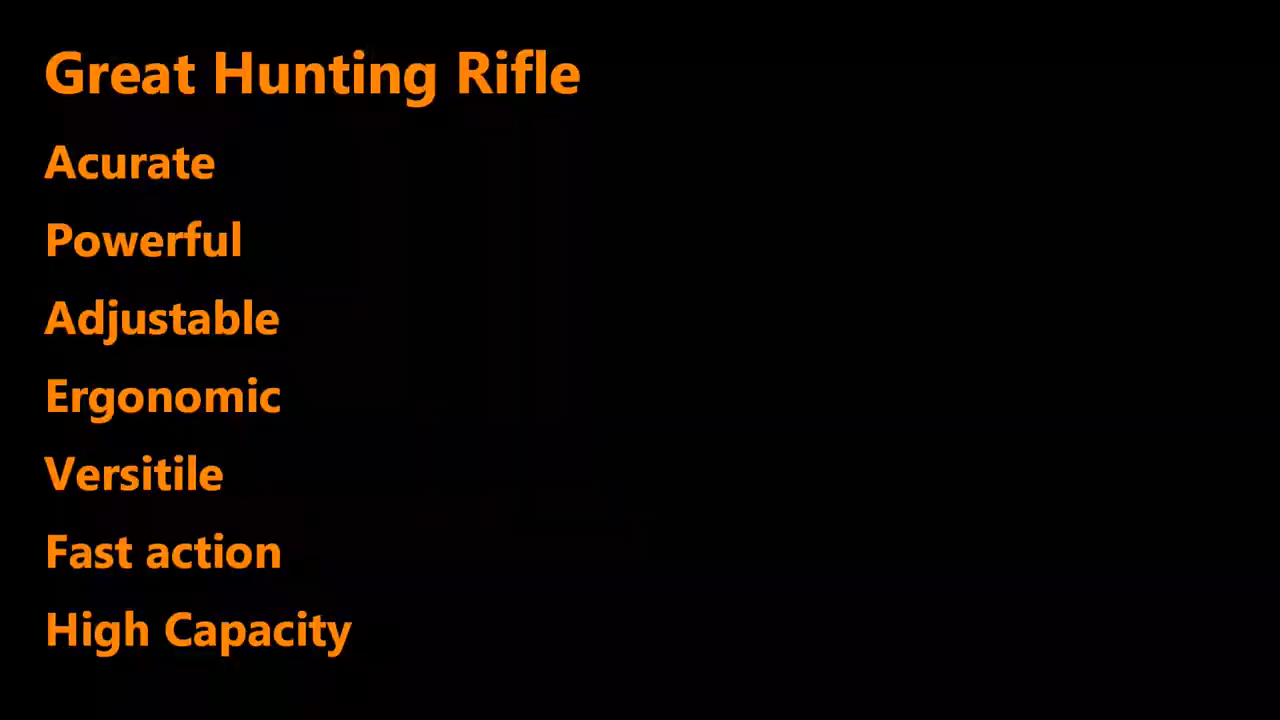 Great Hunting Rifle
Acurate
Powerful
Adjustable
Ergonomic
Versitile
Fast action
High Capacity